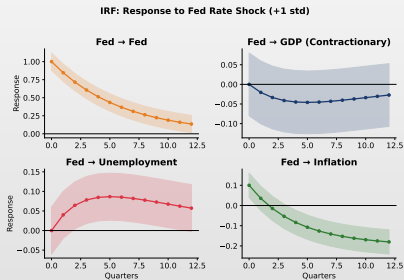 IRF: Response to Fed Rate Shock (+1 std)
Fed → Fed
Response
1.00
0.75
0.50
0.25
0.00
0.0 2.5 5.0 7.5 10.0 12.5
Fed → GDP (Contractionary)
0.05
0.00
−0.05
−0.10
0.0 2.5 5.0 7.5 10.0 12.5
Fed → Unemployment
Response
0.15
0.10
0.05
0.00
−0.05
0.0 2.5 5.0 7.5 10.0 12.5
Quarters
Fed → Inflation
0.1
0.0
−0.1
−0.2
0.0 2.5 5.0 7.5 10.0 12.5
Quarters